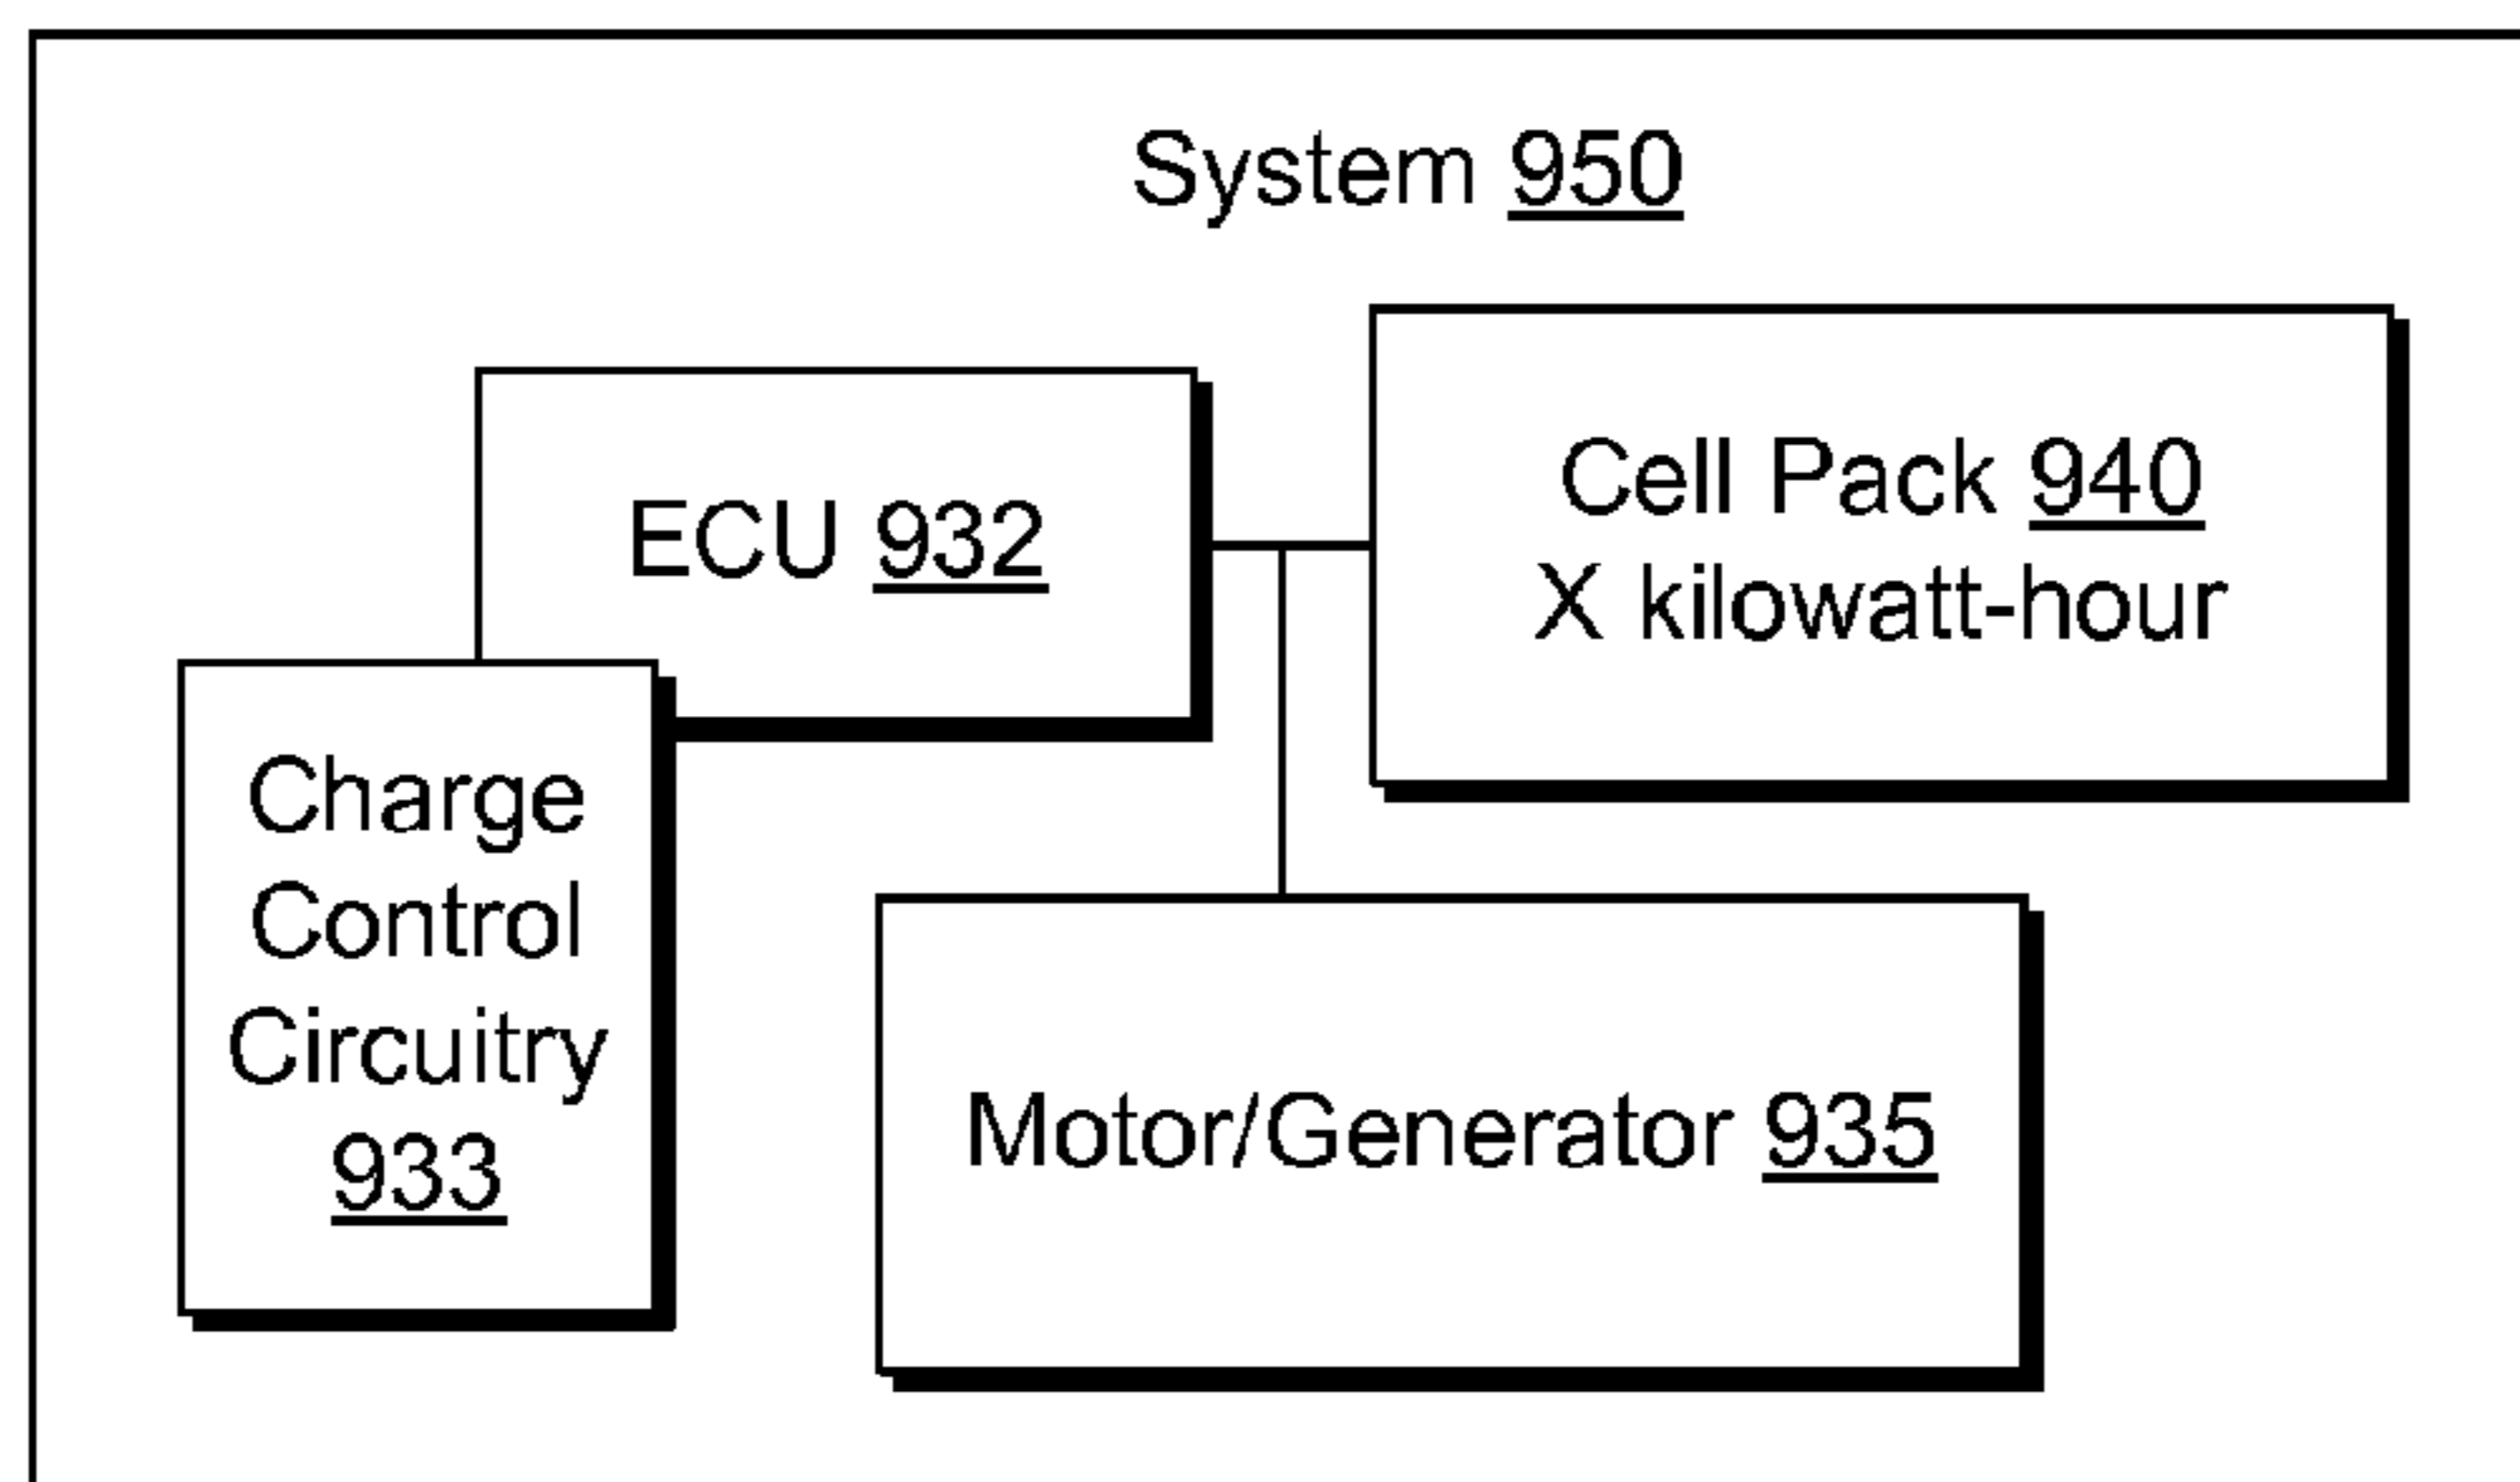 System 950
ECU 932
Cell Pack 940
X kilowatt-hour
Charge
Control
Circuitry
933
Motor/Generator 935